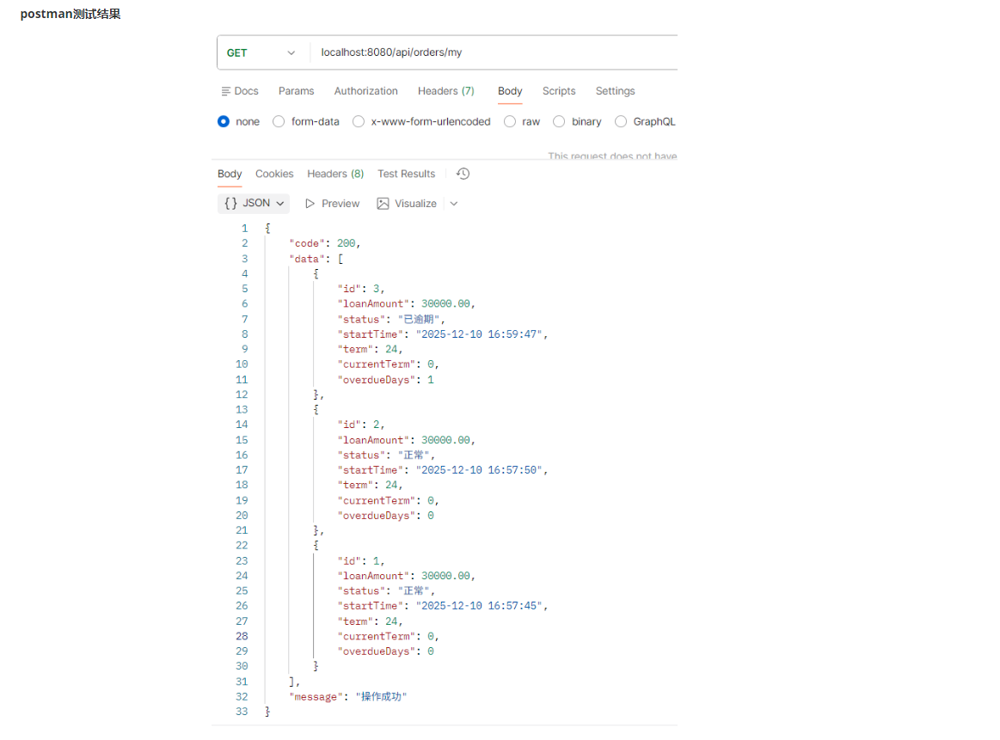 postman测试结果
GET localhost:8080/api/orders/my
Docs Params Authorization Headers (7) Body Scripts Settings
none form-data x-www-form-urlencoded raw binary GraphQL
This request does not have
Body Cookies Headers (8) Test Results
{} JSON Preview Visualize
1 {
2 "code": 200,
3 "data": [
4 {
5 "id": 3,
6 "loanAmount": 30000.00,
7 "status": "已逾期",
8 "startTime": "2025-12-10 16:59:47",
9 "term": 24,
10 "currentTerm": 0,
11 "overdueDays": 1
12 },
13 {
14 "id": 2,
15 "loanAmount": 30000.00,
16 "status": "正常",
17 "startTime": "2025-12-10 16:57:50",
18 "term": 24,
19 "currentTerm": 0,
20 "overdueDays": 0
21 },
22 {
23 "id": 1,
24 "loanAmount": 30000.00,
25 "status": "正常",
26 "startTime": "2025-12-10 16:57:45",
27 "term": 24,
28 "currentTerm": 0,
29 "overdueDays": 0
30 }
31 ],
32 "message": "操作成功"
33 }